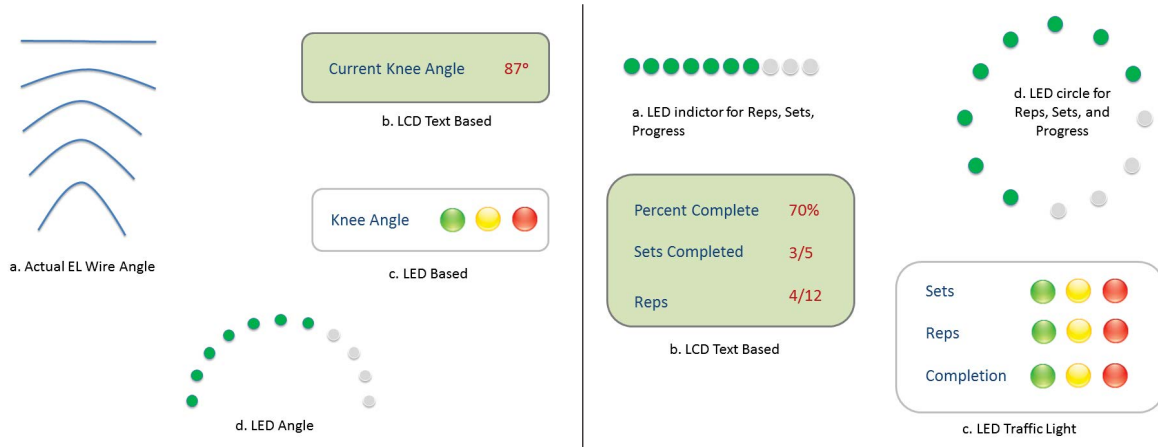 Current Knee Angle 87°
b. LCD Text Based
Knee Angle
c. LED Based
a. Actual EL Wire Angle
d. LED Angle
a. LED indictor for Reps, Sets,
Progress
d. LED circle for
Reps, Sets, and
Progress
Percent Complete 70%
Sets Completed 3/5
Reps 4/12
b. LCD Text Based
Sets
Reps
Completion
c. LED Traffic Light